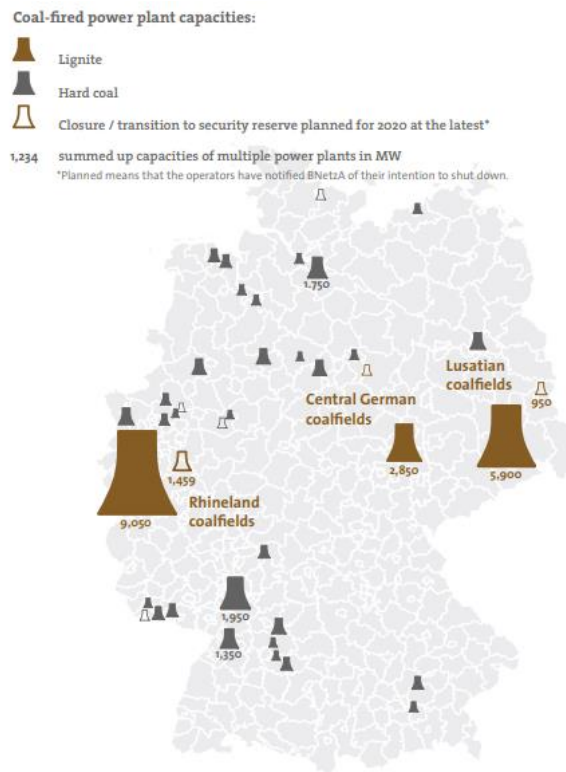 Coal-fired power plant capacities:
Lignite
Hard coal
Closure / transition to security reserve planned for 2020 at the latest*
1,234 summed up capacities of multiple power plants in MW
*Planned means that the operators have notified BNetzA of their intention to shut down.
1.750
Lusatian
coalfields
950
Central German
coalfields
2,850
5,900
1,459
Rhineland
coalfields
9,050
1,950
1,350